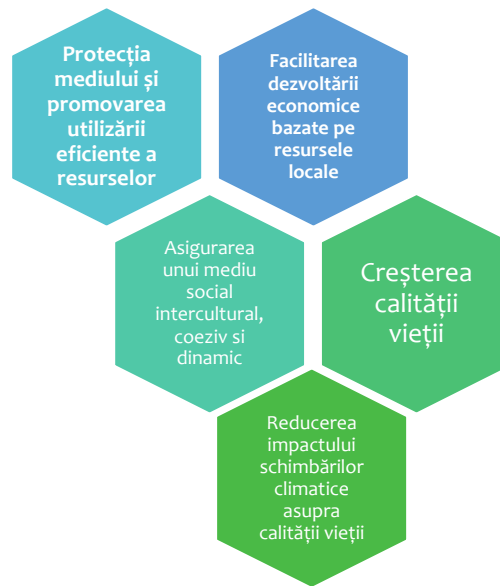 Protecția
mediului și
promovarea
utilizării
eficiente a
resurselor
Facilitarea
dezvoltării
economice
bazate pe
resursele
locale
Asigurarea
unui mediu
social
intercultural,
coeziv si
dinamic
Creșterea
calității
vieții
Reducerea
impactului
schimbărilor
climatice
asupra
calității vieții